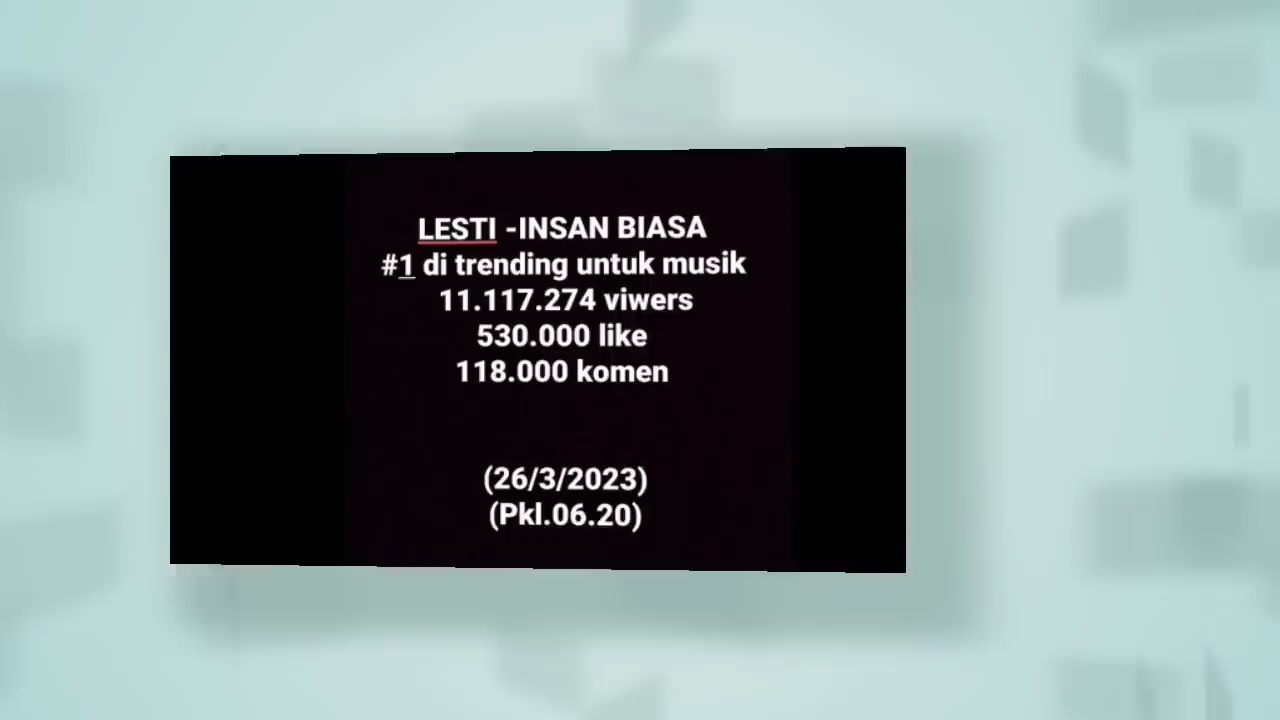 LESTI -INSAN BIASA
#1 di trending untuk musik
11.117.274 viwers
530.000 like
118.000 komen
(26/3/2023)
(Pkl.06.20)